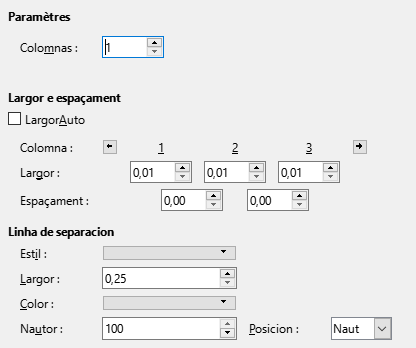 Paramètres
Colomnas : 1
Largor e espaçament
LargorAuto
Colomna : 1 2 3
Largor : 0,01 0,01 0,01
Espaçament : 0,00 0,00
Linha de separacion
Estil :
Largor : 0,25
Color :
Nautor : 100 Posicion : Naut